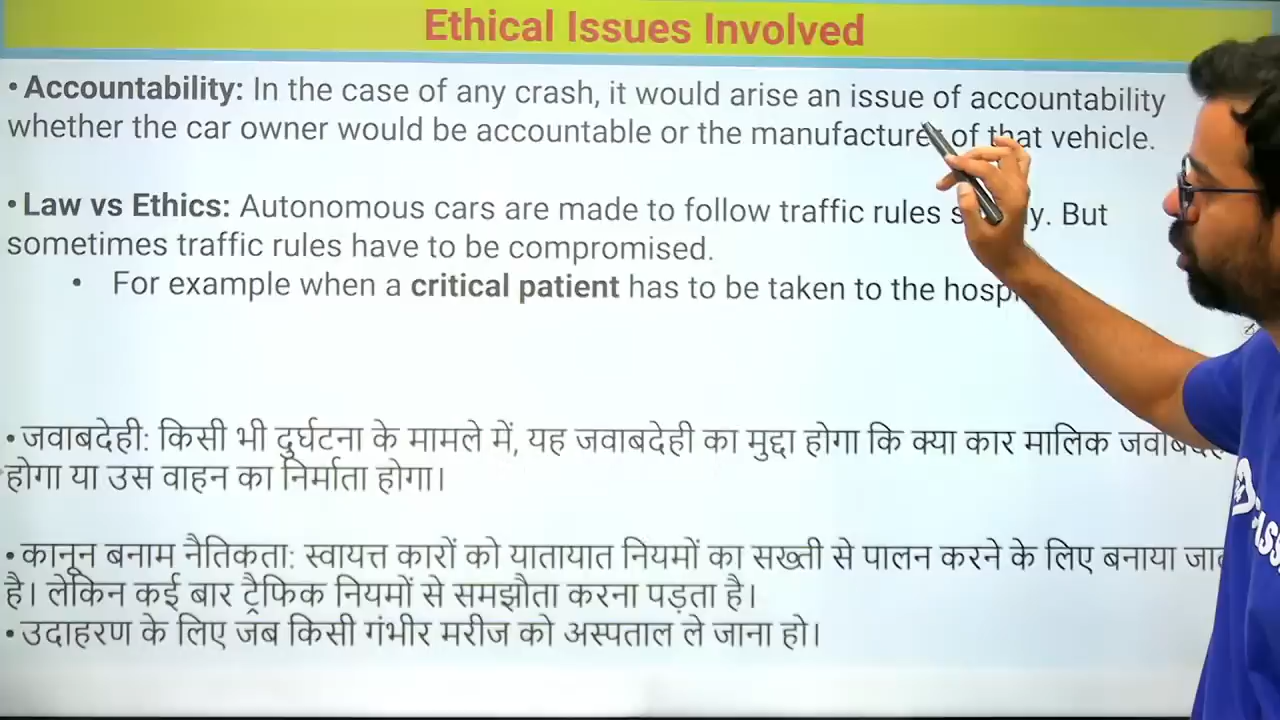 Ethical Issues Involved
• Accountability: In the case of any crash, it would arise an issue of accountability
whether the car owner would be accountable or the manufacturer of that vehicle.
• Law vs Ethics: Autonomous cars are made to follow traffic rules s y. But
sometimes traffic rules have to be compromised.
• For example when a critical patient has to be taken to the hospi
• जवाबदेही: किसी भी दुर्घटना के मामले में, यह जवाबदेही का मुद्दा होगा कि क्या कार मालिक
होगा या उस वाहन का निर्माता होगा।
• कानून बनाम नैतिकता: स्वायत्त कारों को यातायात नियमों का सख्ती से पालन करने के लिए बनाया
है। लेकिन कई बार ट्रैफिक नियमों से समझौता करना पड़ता है।
• उदाहरण के लिए जब किसी गंभीर मरीज को अस्पताल ले जाना हो।